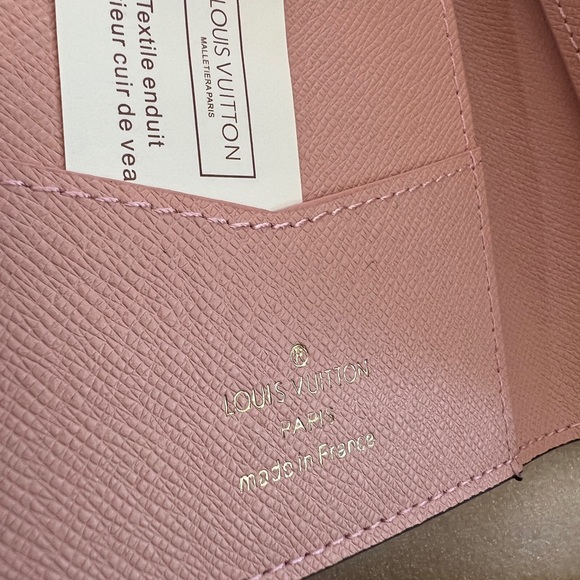 LOUIS VUITTON
MALLETIER A PARIS
Textile enduit
ieur cuir de vea
®
LOUIS VUITTON
PARIS
made in France